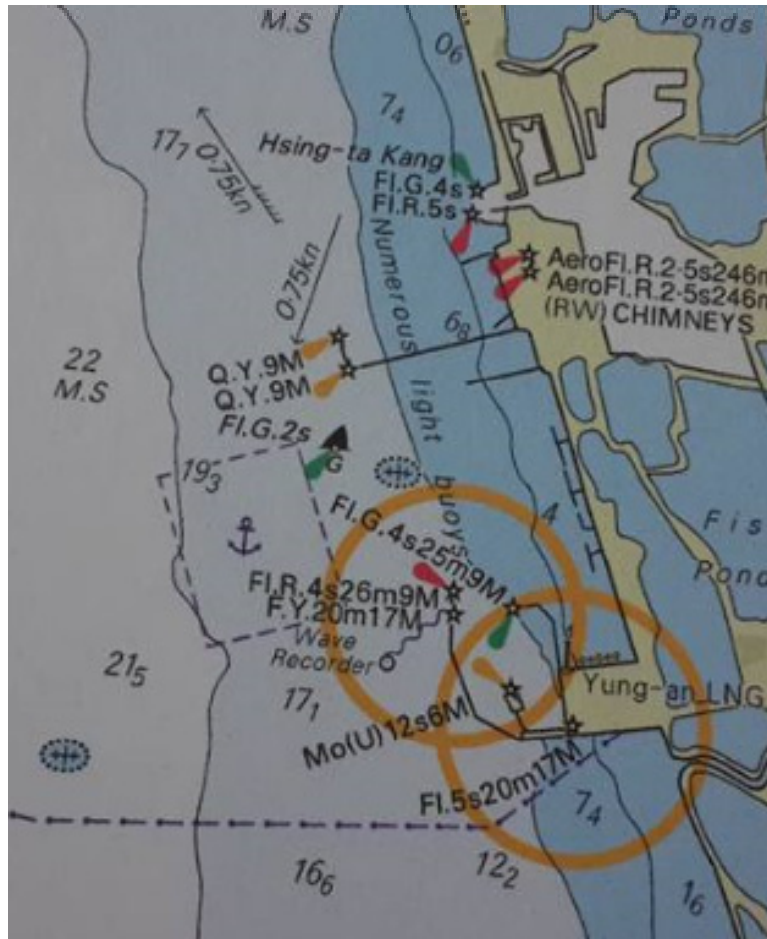 M.S
Ponds
0₆
7₄
17₇
0·75kn
Hsing-ta Kang
Fl.G.4s
Fl.R.5s
AeroFl.R.2·5s246m
AeroFl.R.2·5s246m
(RW) CHIMNEYS
0·75kn
Numerous light buoys
6₈
Q.Y.9M
Q.Y.9M
22
M.S
Fl.G.2s
G
19₃
4
Fis
Pond
Fl.G.4s25m9M
Fl.R.4s26m9M
F.Y.20m17M
Wave
Recorder
21₅
17₁
Yung-an LNG
Mo(U)12s6M
Fl.5s20m17M
7₄
16₆
12₂
1₆